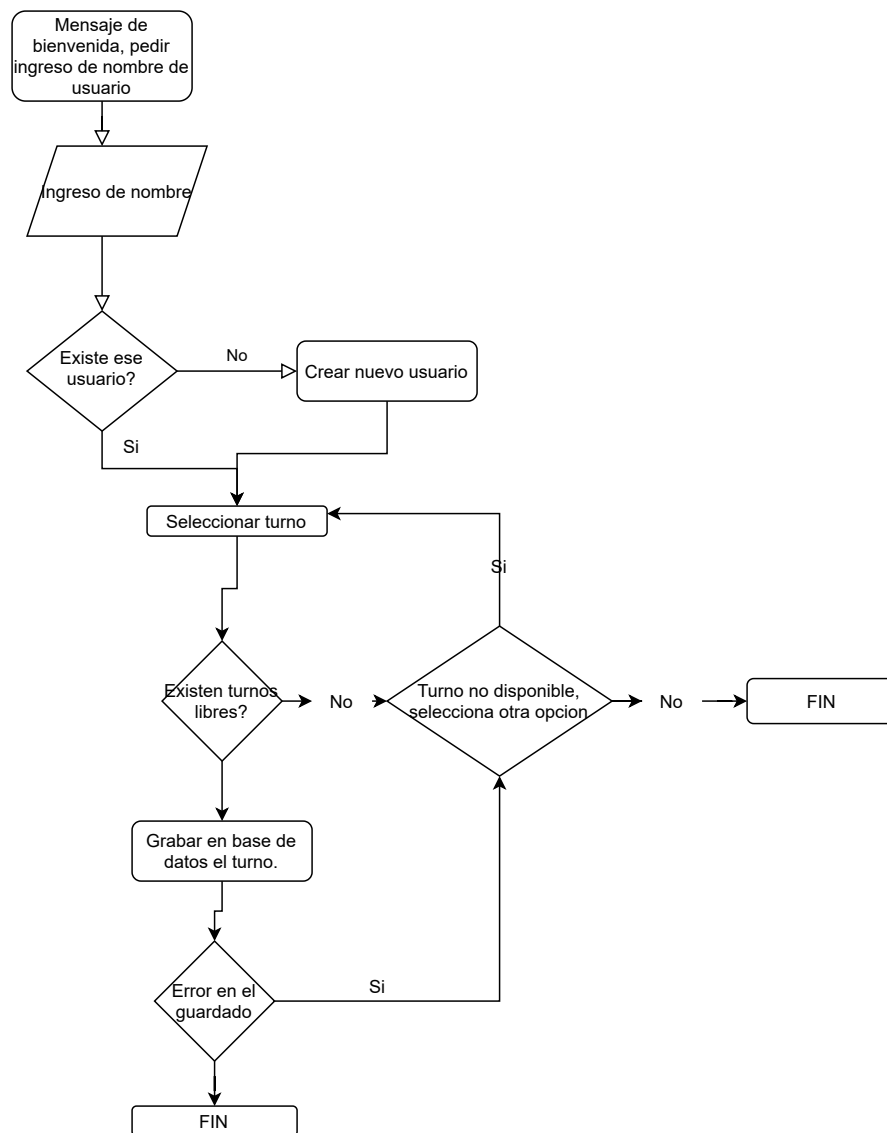 Mensaje de
bienvenida, pedir
ingreso de nombre de
usuario
Ingreso de nombre
Existe ese
usuario?
No
Crear nuevo usuario
Si
Seleccionar turno
Si
Existen turnos
libres?
No
Turno no disponible,
selecciona otra opcion
No
FIN
Grabar en base de
datos el turno.
Error en el
guardado
Si
FIN